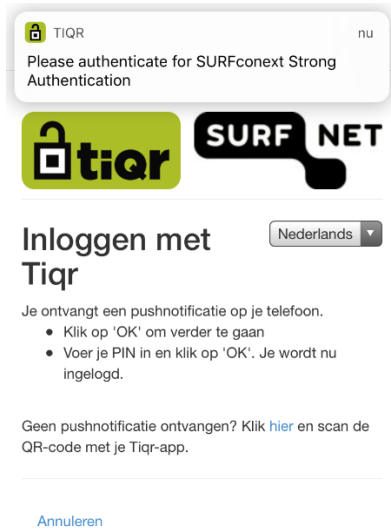 TIQR
nu
Please authenticate for SURFconext Strong
Authentication
tiqr
SURF NET
Inloggen met
Tiqr
Nederlands
Je ontvangt een pushnotificatie op je telefoon.
• Klik op 'OK' om verder te gaan
• Voer je PIN in en klik op 'OK'. Je wordt nu
ingelogd.
Geen pushnotificatie ontvangen? Klik hier en scan de
QR-code met je Tiqr-app.
Annuleren